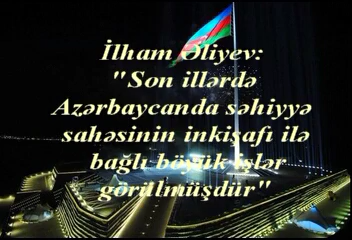 İlham Əliyev:
"Son illərdə
Azərbaycanda səhiyyə
sahəsinin inkişafı ilə
bağlı böyük işlər
görülmüşdür"